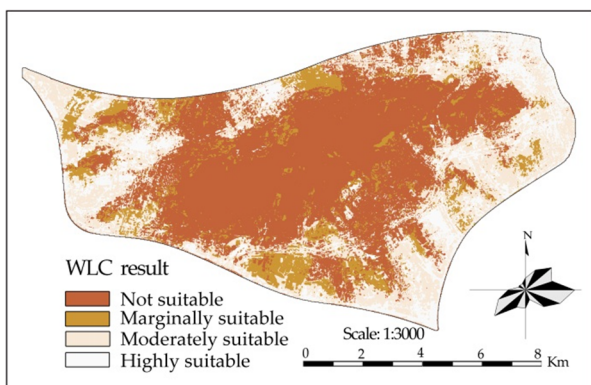 WLC result
Not suitable
Marginally suitable
Moderately suitable
Highly suitable
N
Scale: 1:3000
0 2 4 6 8 Km